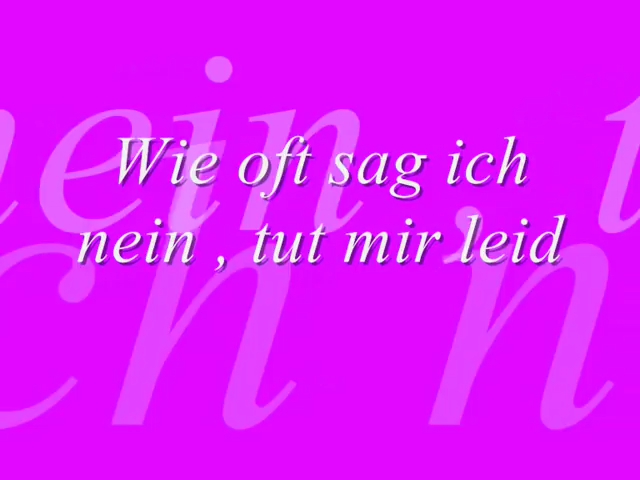 Wie oft sag ich
nein , tut mir leid